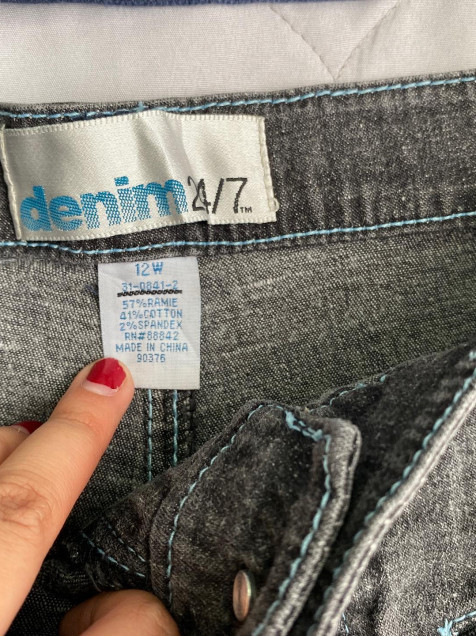 denim 24/7™
12W
31-0841-2
57%RAMIE
41%COTTON
2%SPANDEX
RN#88842
MADE IN CHINA
90376